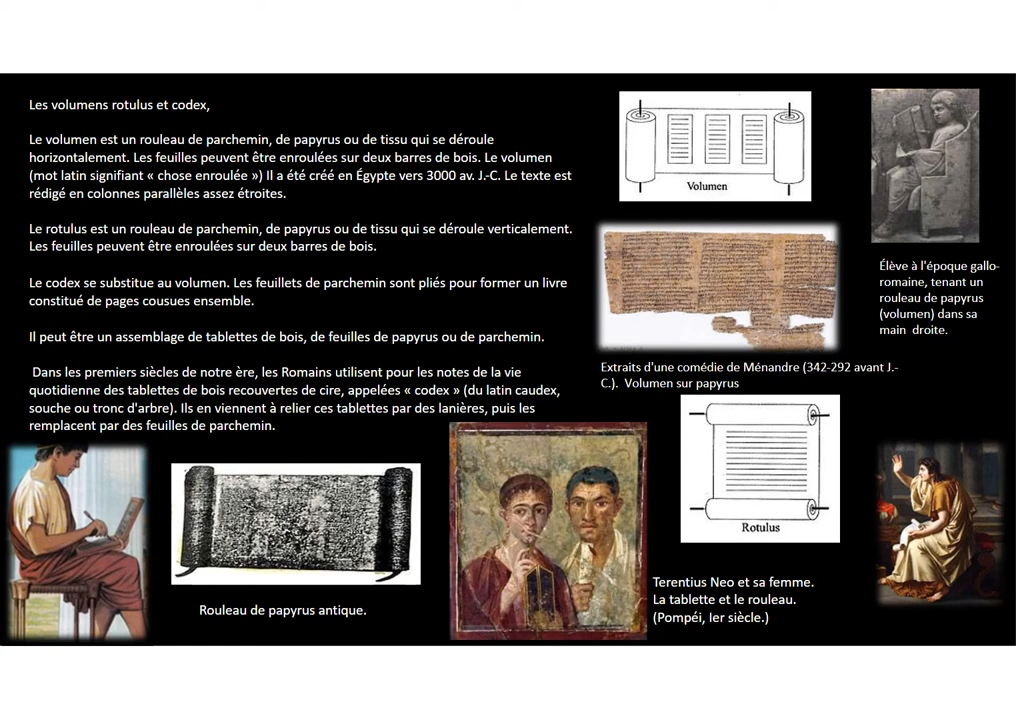 Les volumens rotulus et codex,
Le volumen est un rouleau de parchemin, de papyrus ou de tissu qui se déroule
horizontalement. Les feuilles peuvent être enroulées sur deux barres de bois. Le volumen
(mot latin signifiant « chose enroulée ») Il a été créé en Égypte vers 3000 av. J.-C. Le texte est
rédigé en colonnes parallèles assez étroites.
Le rotulus est un rouleau de parchemin, de papyrus ou de tissu qui se déroule verticalement.
Les feuilles peuvent être enroulées sur deux barres de bois.
Le codex se substitue au volumen. Les feuillets de parchemin sont pliés pour former un livre
constitué de pages cousues ensemble.
Il peut être un assemblage de tablettes de bois, de feuilles de papyrus ou de parchemin.
Dans les premiers siècles de notre ère, les Romains utilisent pour les notes de la vie
quotidienne des tablettes de bois recouvertes de cire, appelées « codex » (du latin caudex,
souche ou tronc d'arbre). Ils en viennent à relier ces tablettes par des lanières, puis les
remplacent par des feuilles de parchemin.
Volumen
Élève à l'époque gallo-
romaine, tenant un
rouleau de papyrus
(volumen) dans sa
main droite.
Extraits d'une comédie de Ménandre (342-292 avant J.-
C.). Volumen sur papyrus
Rotulus
Rouleau de papyrus antique.
Terentius Neo et sa femme.
La tablette et le rouleau.
(Pompéi, Ier siècle.)